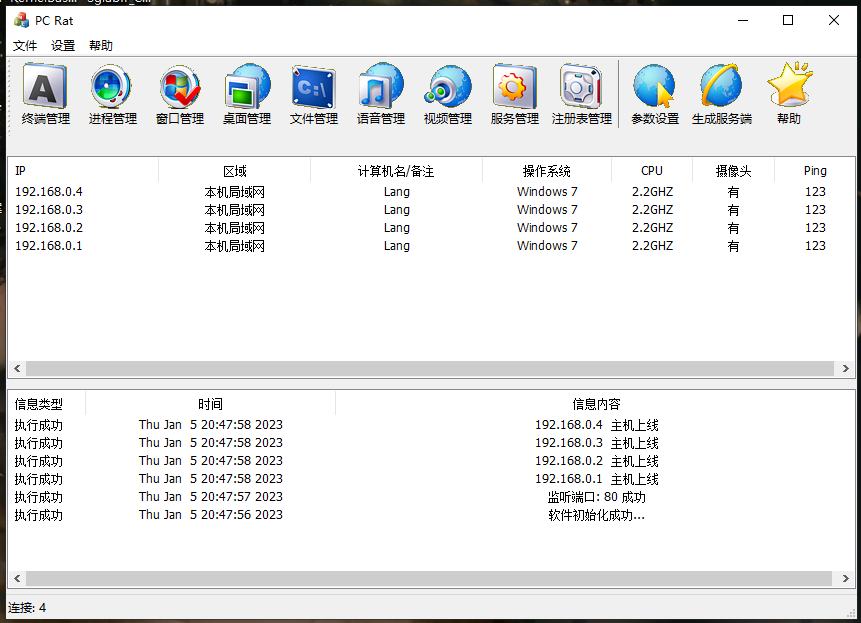 PC Rat
文件 设置 帮助
终端管理 进程管理 窗口管理 桌面管理 文件管理 语音管理 视频管理 服务管理 注册表管理 参数设置 生成服务端 帮助
IP 区域 计算机名/备注 操作系统 CPU 摄像头 Ping
192.168.0.4 本机局域网 Lang Windows 7 2.2GHZ 有 123
192.168.0.3 本机局域网 Lang Windows 7 2.2GHZ 有 123
192.168.0.2 本机局域网 Lang Windows 7 2.2GHZ 有 123
192.168.0.1 本机局域网 Lang Windows 7 2.2GHZ 有 123
信息类型 时间 信息内容
执行成功 Thu Jan 5 20:47:58 2023 192.168.0.4 主机上线
执行成功 Thu Jan 5 20:47:58 2023 192.168.0.3 主机上线
执行成功 Thu Jan 5 20:47:58 2023 192.168.0.2 主机上线
执行成功 Thu Jan 5 20:47:58 2023 192.168.0.1 主机上线
执行成功 Thu Jan 5 20:47:57 2023 监听端口: 80 成功
执行成功 Thu Jan 5 20:47:56 2023 软件初始化成功...
连接: 4